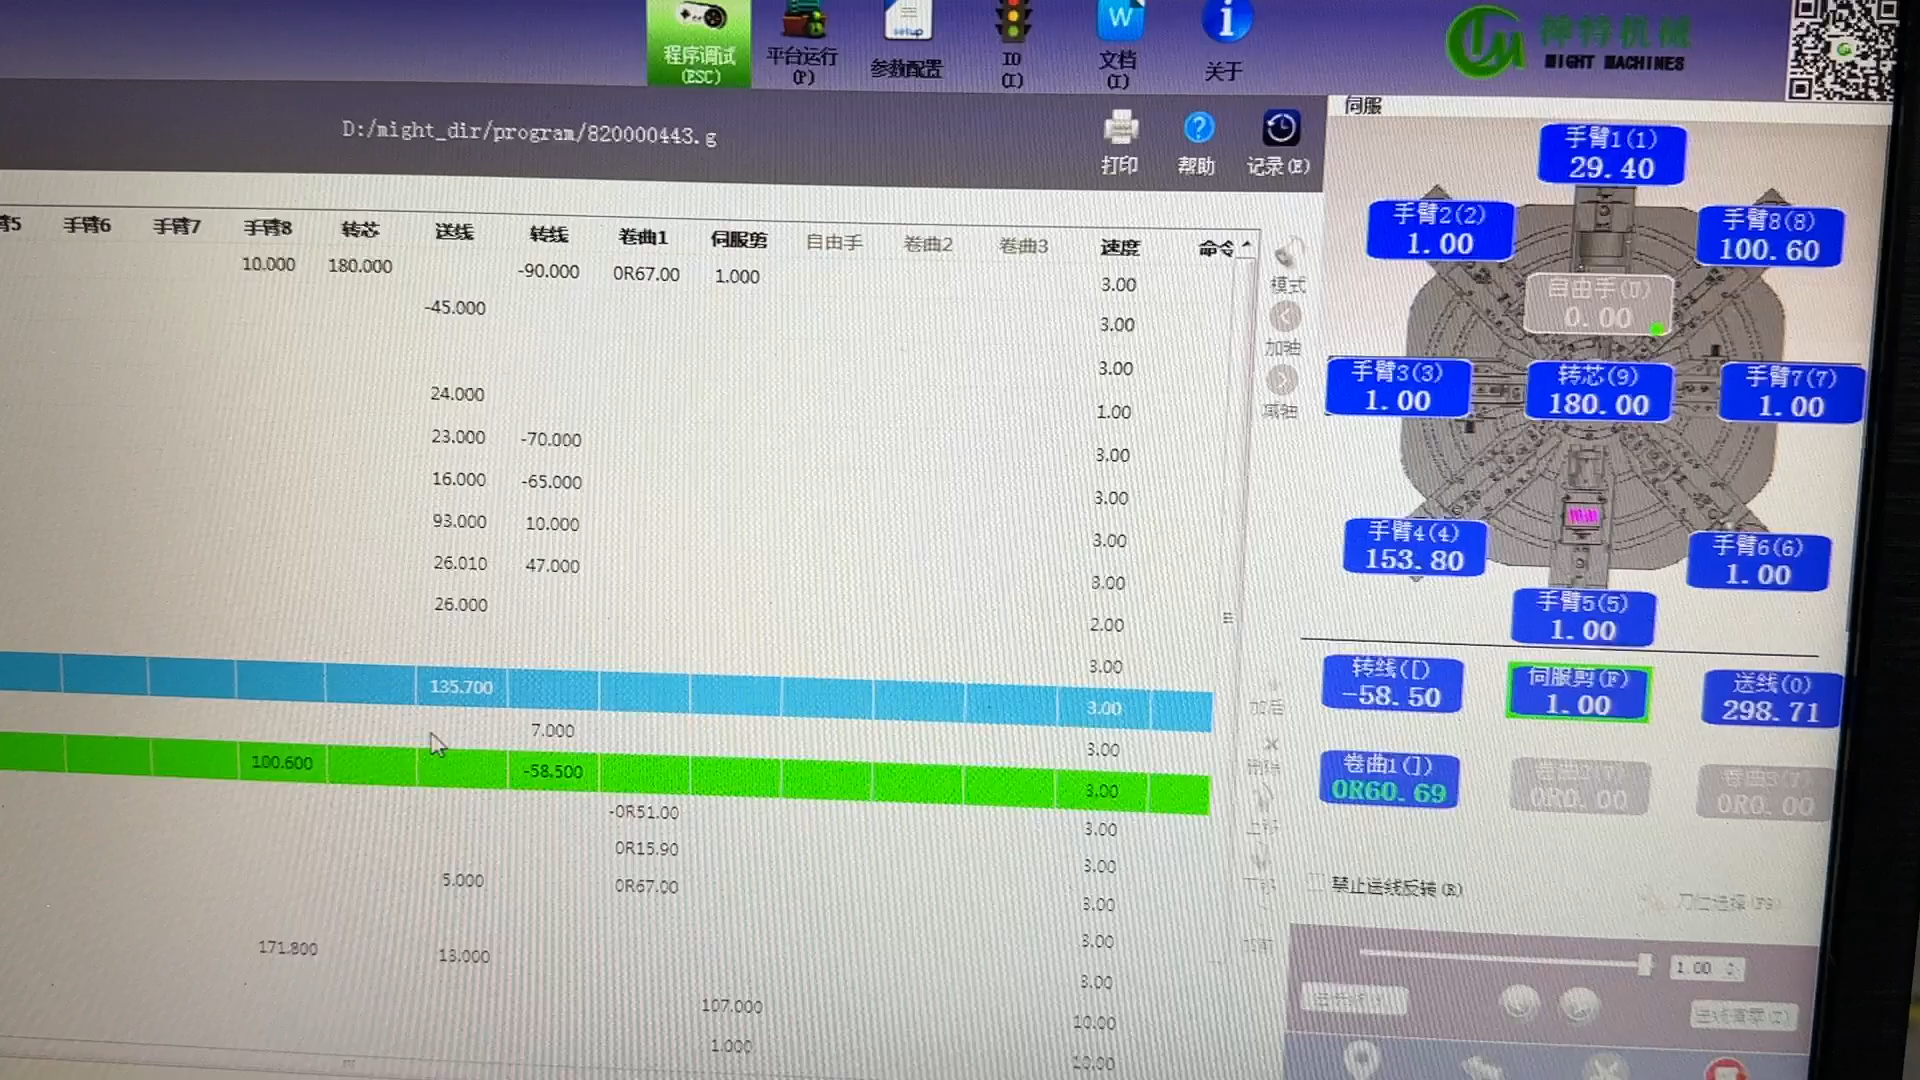 程序调试
(ESC)
平台运行
(P)
setup
参数配置
IO
(I)
W
文档
(I)
i
关于
MIGHT MACHINES
D:/might_dir/program/820000443.g
打印
帮助
记录(E)
伺服
臂5 手臂6 手臂7 手臂8 转芯 送线 转线 卷曲1 伺服剪 自由手 卷曲2 卷曲3 速度 命令
10.000 180.000 -90.000 0R67.00 1.000 3.00
-45.000 3.00
3.00
24.000 1.00
23.000 -70.000 3.00
16.000 -65.000 3.00
93.000 10.000 3.00
26.010 47.000 3.00
26.000 2.00
3.00
135.700 3.00
7.000 3.00
100.600 -58.500 3.00
-0R51.00 3.00
0R15.90 3.00
5.000 0R67.00 3.00
3.00
171.800 13.000 3.00
107.000 10.00
1.000 10.00
模式
加轴
减轴
手臂1(1)
29.40
手臂2(2)
1.00
手臂8(8)
100.60
自由手(U)
0.00
手臂3(3)
1.00
转芯(9)
180.00
手臂7(7)
1.00
手臂4(4)
153.80
手臂6(6)
1.00
手臂5(5)
1.00
转线([)
-58.50
伺服剪(F)
1.00
送线(0)
298.71
卷曲1(])
0R60.69
0R0.00
0R0.00
禁止送线反转(R)
1.00